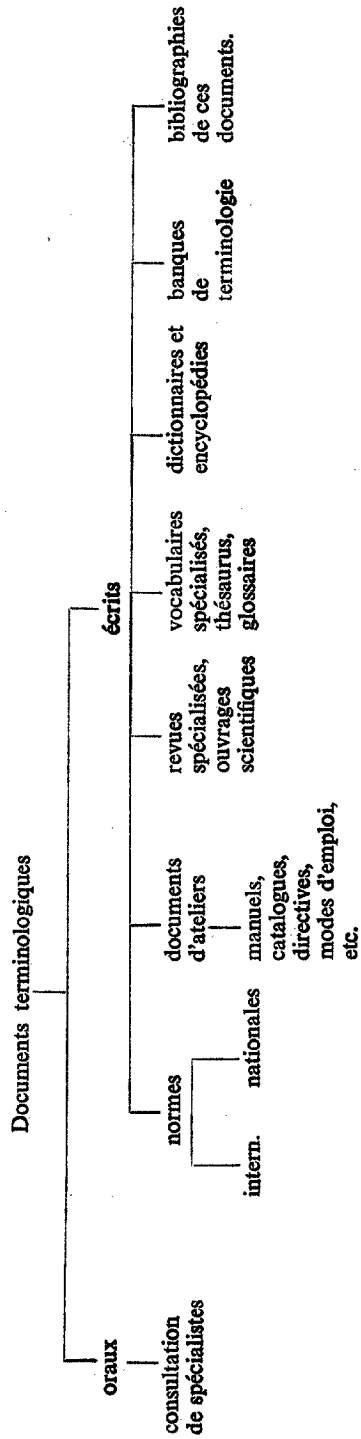 Documents terminologiques
oraux
écrits
consultation
de spécialistes
normes
intern.
nationales
documents
d'ateliers
manuels,
catalogues,
directives,
modes d'emploi,
etc.
revues
spécialisées,
ouvrages
scientifiques
vocabulaires
spécialisés,
thésaurus,
glossaires
dictionnaires et
encyclopédies
banques
de
terminologie
bibliographies
de ces
documents.